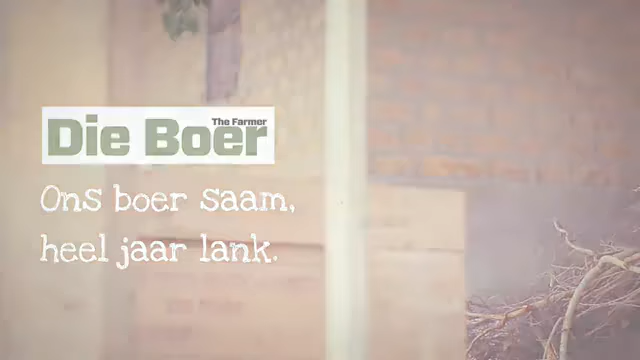 The Farmer
Die Boer
Ons boer saam,
heel jaar lank.